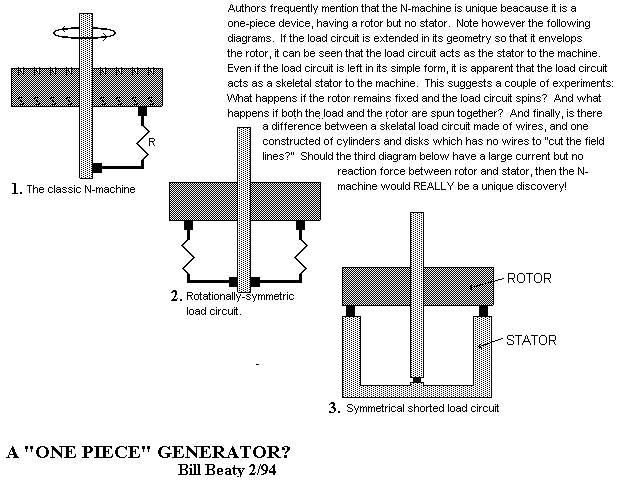 Authors frequently mention that the N-machine is unique beacause it is a
one-piece device, having a rotor but no stator.  Note however the following
diagrams.  If the load circuit is extended in its geometry so that it envelops
the rotor, it can be seen that the load circuit acts as the stator to the machine.
Even if the load circuit is left in its simple form, it is apparent that the load circuit
acts as a skeletal stator to the machine.  This suggests a couple of experiments:
What happens if the rotor remains fixed and the load circuit spins?  And what
happens if both the load and the rotor are spun together?  And finally, is there
a difference between a skelatal load circuit made of wires, and one
constructed of cylinders and disks which has no wires to "cut the field
lines?"  Should the third diagram below have a large current but no
reaction force between rotor and stator, then the N-
machine would REALLY be a unique discovery!
R
1. The classic N-machine
2. Rotationally-symmetric
load circuit.
ROTOR
STATOR
3. Symmetrical shorted load circuit
A "ONE PIECE" GENERATOR?
Bill Beaty 2/94